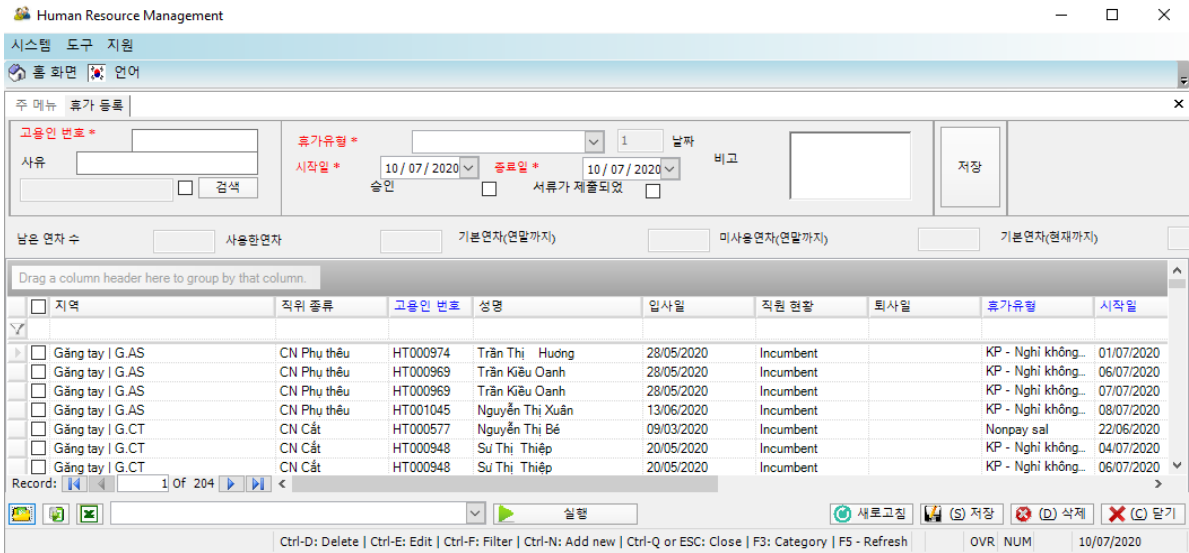 Human Resource Management
시스템 도구 지원
홈 화면 언어
주 메뉴 휴가 등록
고용인 번호 * 휴가유형 * 1 날짜 비고 저장
사유 시작일 * 10/ 07/ 2020 종료일 * 10/ 07/ 2020
검색 승인 서류가 제출되었
남은 연차 수 사용한연차 기본연차(연말까지) 미사용연차(연말까지) 기본연차(현재까지)
Drag a column header here to group by that column.
지역 직위 종류 고용인 번호 성명 입사일 직원 현황 퇴사일 휴가유형 시작일
Găng tay | G.AS CN Phụ thêu HT000974 Trần Thị Hương 28/05/2020 Incumbent KP - Nghỉ không... 01/07/2020
Găng tay | G.AS CN Phụ thêu HT000969 Trần Kiều Oanh 28/05/2020 Incumbent KP - Nghỉ không... 06/07/2020
Găng tay | G.AS CN Phụ thêu HT000969 Trần Kiều Oanh 28/05/2020 Incumbent KP - Nghỉ không... 07/07/2020
Găng tay | G.AS CN Phụ thêu HT001045 Nguyễn Thị Xuân 13/06/2020 Incumbent KP - Nghỉ không... 08/07/2020
Găng tay | G.CT CN Cắt HT000577 Nguyễn Thị Bé 09/03/2020 Incumbent Nonpay sal 22/06/2020
Găng tay | G.CT CN Cắt HT000948 Sư Thị Thiệp 20/05/2020 Incumbent KP - Nghỉ không... 04/07/2020
Găng tay | G.CT CN Cắt HT000948 Sư Thị Thiệp 20/05/2020 Incumbent KP - Nghỉ không... 06/07/2020
Record: 1 Of 204
실행 새로고침 (S) 저장 (D) 삭제 (C) 닫기
Ctrl-D: Delete | Ctrl-E: Edit | Ctrl-F: Filter | Ctrl-N: Add new | Ctrl-Q or ESC: Close | F3: Category | F5 - Refresh OVR NUM 10/07/2020